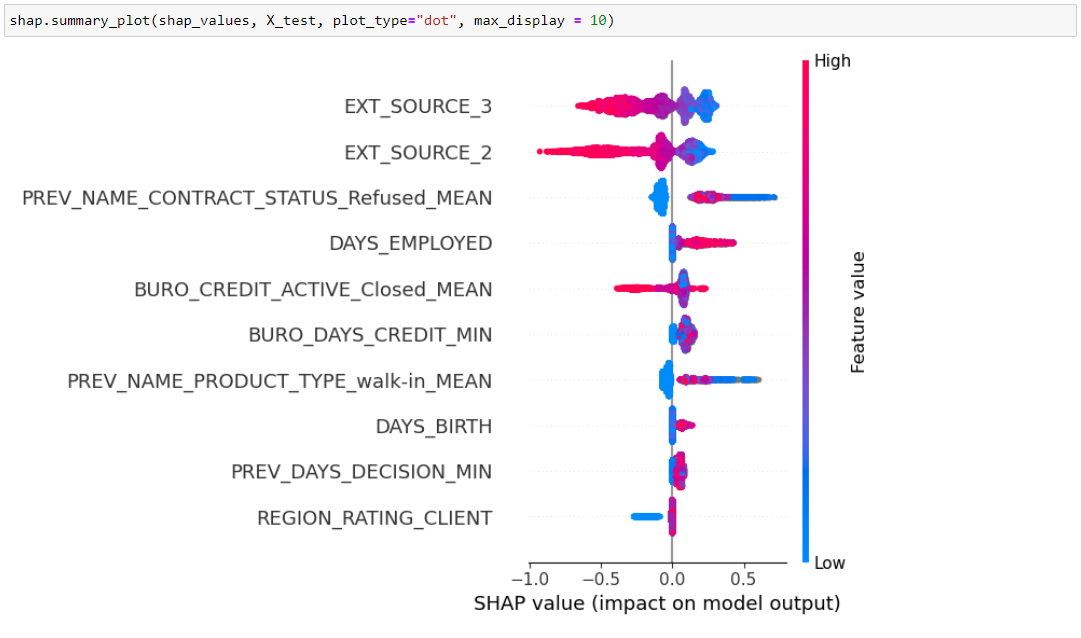 shap.summary_plot(shap_values, X_test, plot_type="dot", max_display = 10)
High
EXT_SOURCE_3
EXT_SOURCE_2
PREV_NAME_CONTRACT_STATUS_Refused_MEAN
DAYS_EMPLOYED
BURO_CREDIT_ACTIVE_Closed_MEAN
BURO_DAYS_CREDIT_MIN
PREV_NAME_PRODUCT_TYPE_walk-in_MEAN
DAYS_BIRTH
PREV_DAYS_DECISION_MIN
REGION_RATING_CLIENT
Feature value
Low
−1.0 −0.5 0.0 0.5
SHAP value (impact on model output)